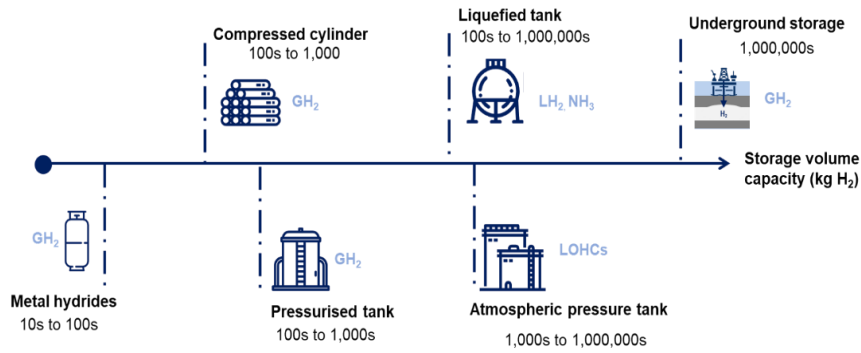 Compressed cylinder
100s to 1,000
GH₂
Liquefied tank
100s to 1,000,000s
LH₂, NH₃
Underground storage
1,000,000s
H₂
GH₂
Storage volume
capacity (kg H₂)
GH₂
Metal hydrides
10s to 100s
GH₂
Pressurised tank
100s to 1,000s
LOHCs
Atmospheric pressure tank
1,000s to 1,000,000s